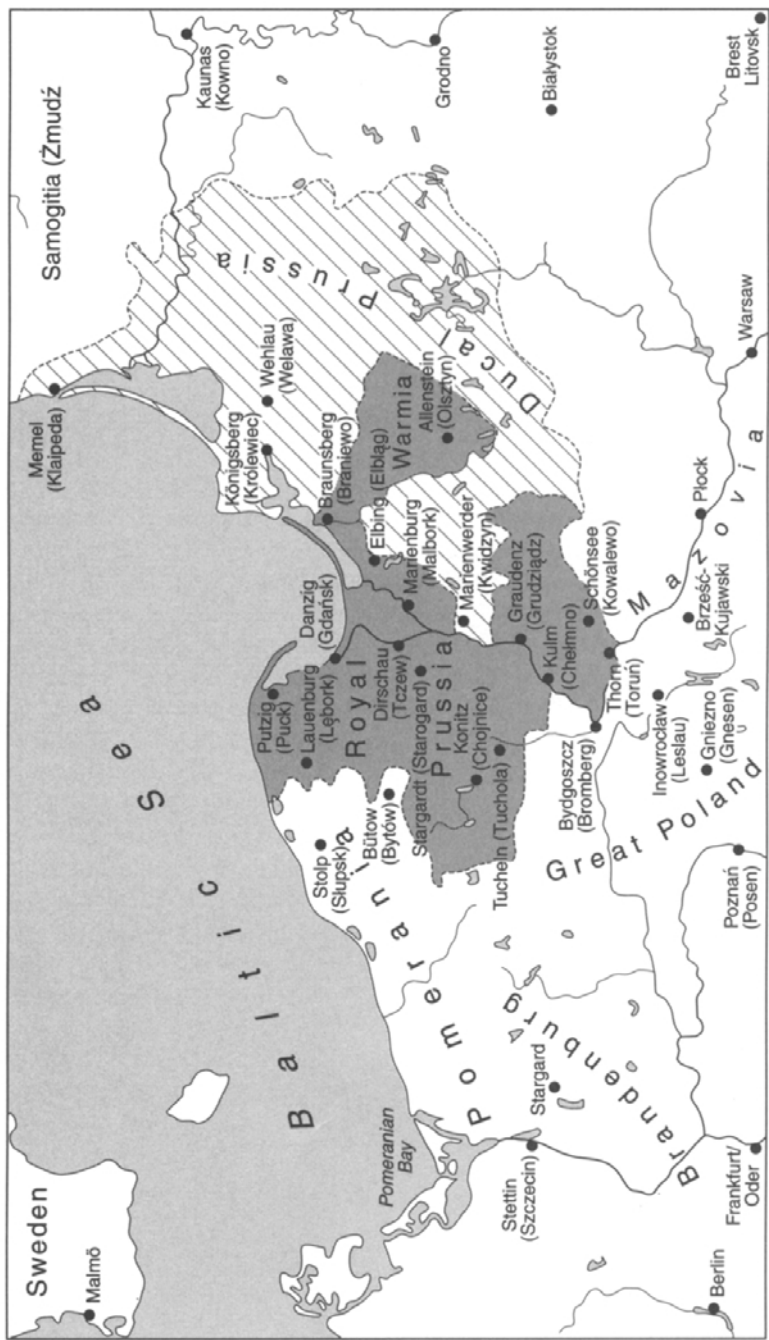 Sweden
Malmö
Baltic Sea
Samogitia (Żmudź)
Memel
(Klaipeda)
Kaunas
(Kowno)
Königsberg
(Królewiec)
Wehlau
(Welawa)
Ducal Prussia
Grodno
Białystok
Brest
Litovsk
Braunsberg
(Braniewo)
Elbing (Elbląg)
Warmia
Allenstein
(Olsztyn)
Marienburg
(Malbork)
Marienwerder
(Kwidzyn)
Graudenz
(Grudziądz)
Schönsee
(Kowalewo)
Danzig
(Gdańsk)
Putzig
(Puck)
Lauenburg
(Lębork)
Royal
Prussia
Dirschau
(Tczew)
Stargardt (Starogard)
Konitz
(Chojnice)
Tucheln (Tuchola)
Kulm
(Chełmno)
Thorn
(Toruń)
Bydgoszcz
(Bromberg)
Stolp
(Słupsk)
Bütow
(Bytów)
Pomerania
Pomeranian
Bay
Stettin
(Szczecin)
Stargard
Brandenburg
Great Poland
Inowrocław
(Leslau)
Gniezno
(Gnesen)
Brześć-
Kujawski
Płock
Mazovia
Warsaw
Poznań
(Posen)
Frankfurt/
Oder
Berlin